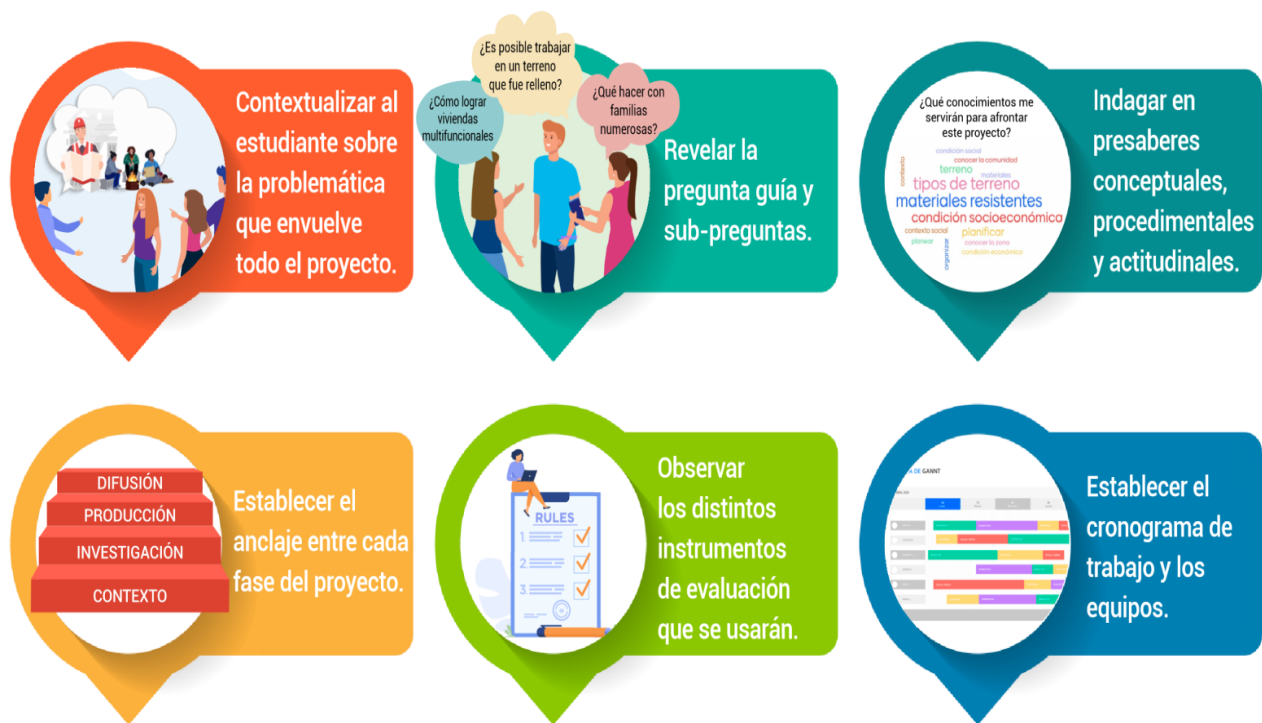 Contextualizar al
estudiante sobre
la problemática
que envuelve
todo el proyecto.
¿Cómo lograr
viviendas
multifuncionales
¿Es posible trabajar
en un terreno
que fue relleno?
¿Qué hacer con
familias
numerosas?
Revelar la
pregunta guía y
sub-preguntas.
¿Qué conocimientos me
servirán para afrontar
este proyecto?
condición social
contexto
conocer la comunidad
terreno
materiales
tipos de terreno
materiales resistentes
condición socioeconómica
contexto social
planificar
planear
organizar
conocer la zona
condición económica
Indagar en
presaberes
conceptuales,
procedimentales
y actitudinales.
DIFUSIÓN
PRODUCCIÓN
INVESTIGACIÓN
CONTEXTO
Establecer el
anclaje entre cada
fase del proyecto.
RULES
1
2
3
Observar
los distintos
instrumentos
de evaluación
que se usarán.
DE GANNT
Establecer el
cronograma de
trabajo y los
equipos.